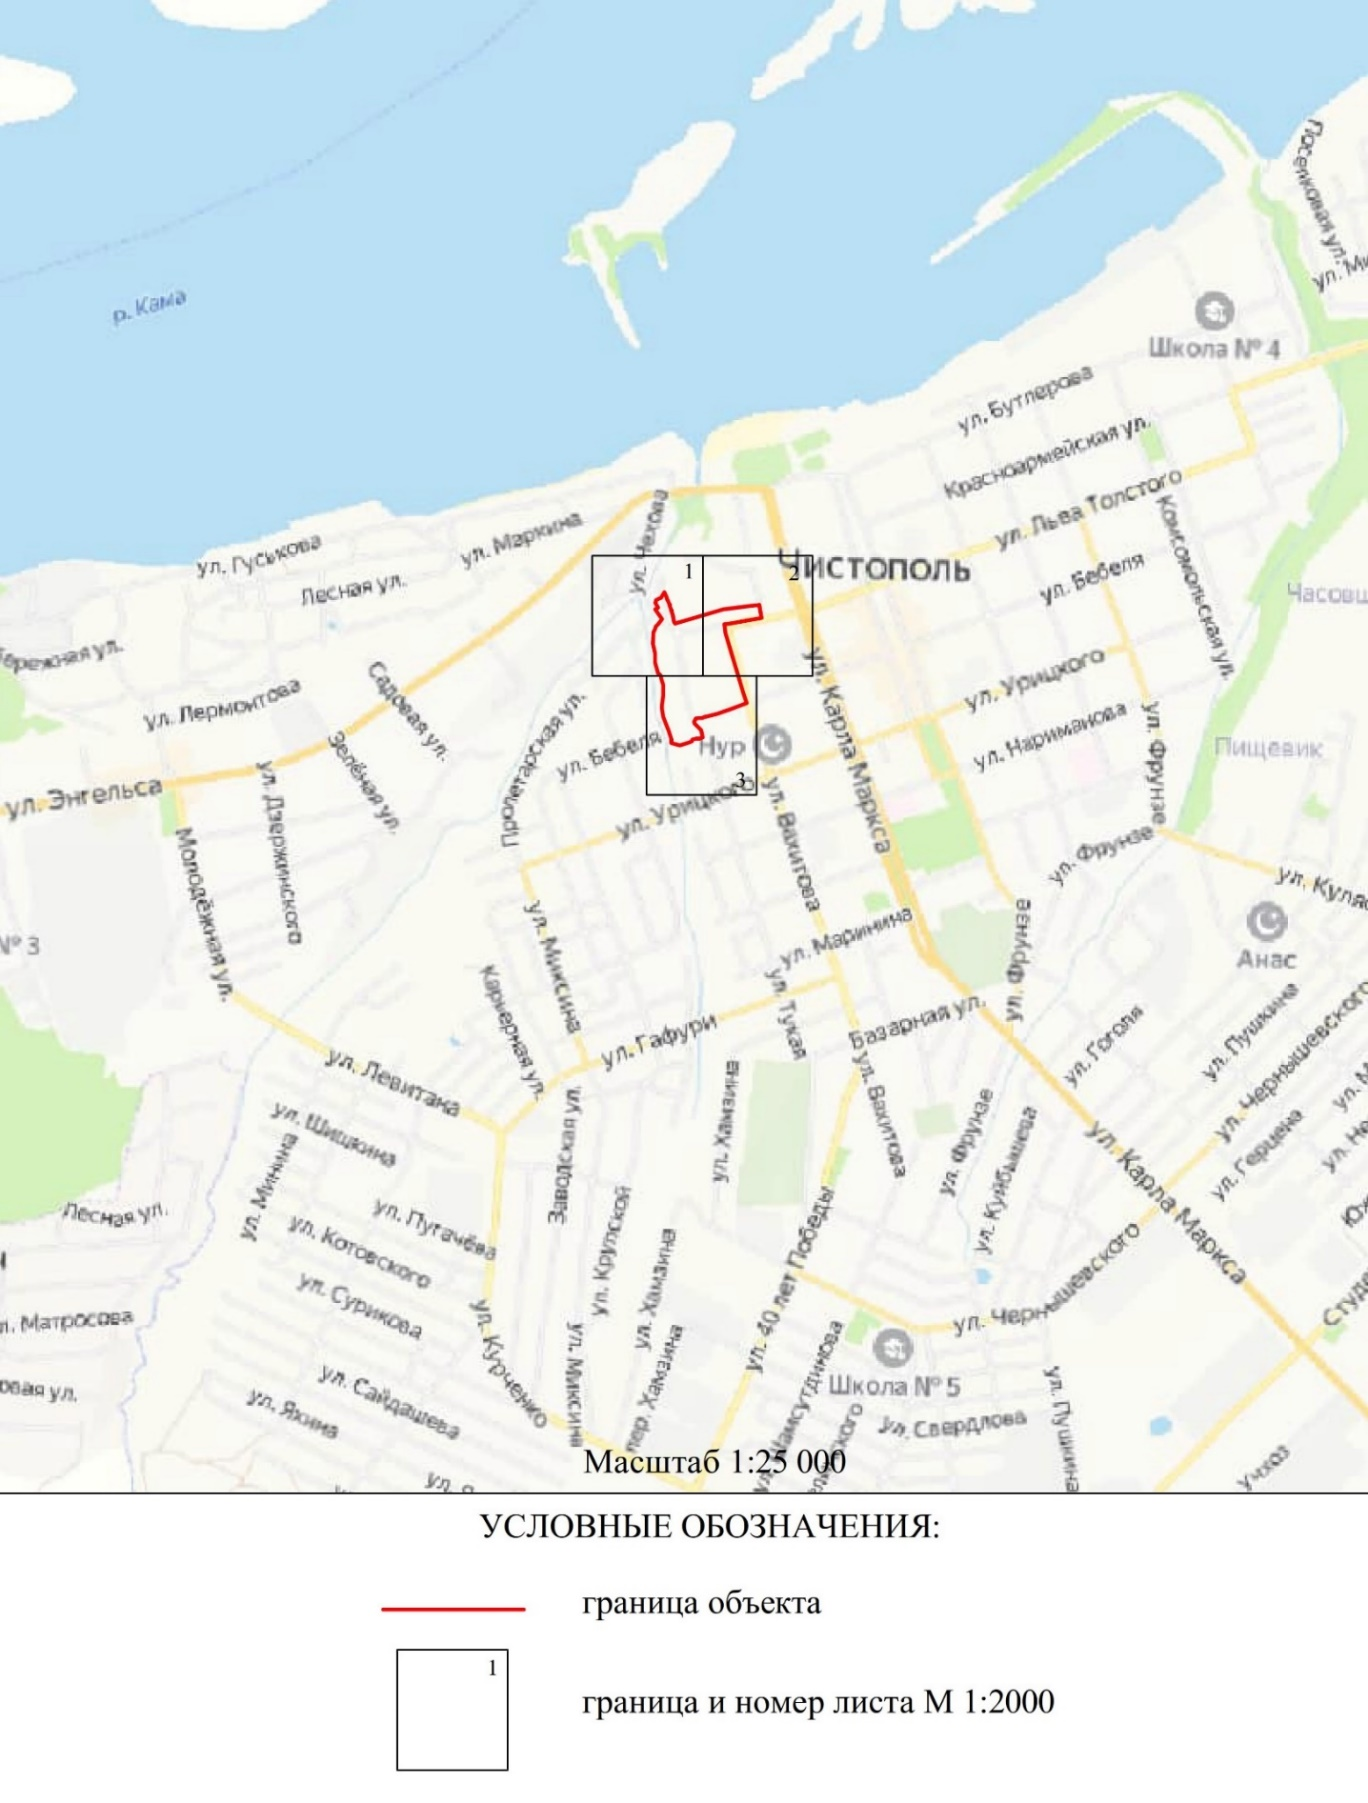 Поселковая ул.
р. Кама
Школа № 4
ул. Бутлерова
Красноармейская ул.
ул. Льва Толстого
ул. Чехова
ул. Маркина
ул. Гуськова
Лесная ул.
Комсомольская ул.
1
2
Чистополь
ул. Бебеля
ул. Урицкого
ул. Лермонтова
Садовая ул.
Зелёная ул.
Пролетарская ул.
ул. Бебеля
Нур
3
ул. Карла Маркса
ул. Нариманова
ул. Фрунзе
Пищевик
ул. Энгельса
ул. Дзержинского
Молодёжная ул.
ул. Урицкого
ул. Вахитова
ул. Фрунзе
№ 3
ул. Миксина
ул. Маринина
ул. Фрунзе
Анас
Карьерная ул.
ул. Гафури
ул. Тукая
Базарная ул.
ул. Гоголя
ул. Пушкина
ул. Чернышевского
ул. Левитана
ул. Шишкина
ул. Минина
Заводская ул.
ул. Хамзина
ул. Вахитова
ул. Фрунзе
ул. Куйбышева
ул. Герцена
ул. Карла Маркса
Лесная ул.
ул. Пугачёва
ул. Котовского
ул. Сурикова
ул. Крупской
ул. Хамзина
ул. 40 лет Победы
ул. Чернышевского
ул. Курченко
ул. Миксина
пер. Хамзина
Школа № 5
ул. Сайдашева
ул. Якина
ул. Свердлова
ул. Пушкина
Учхоз
Масштаб 1:25 000
УСЛОВНЫЕ ОБОЗНАЧЕНИЯ:
граница объекта
1
граница и номер листа М 1:2000